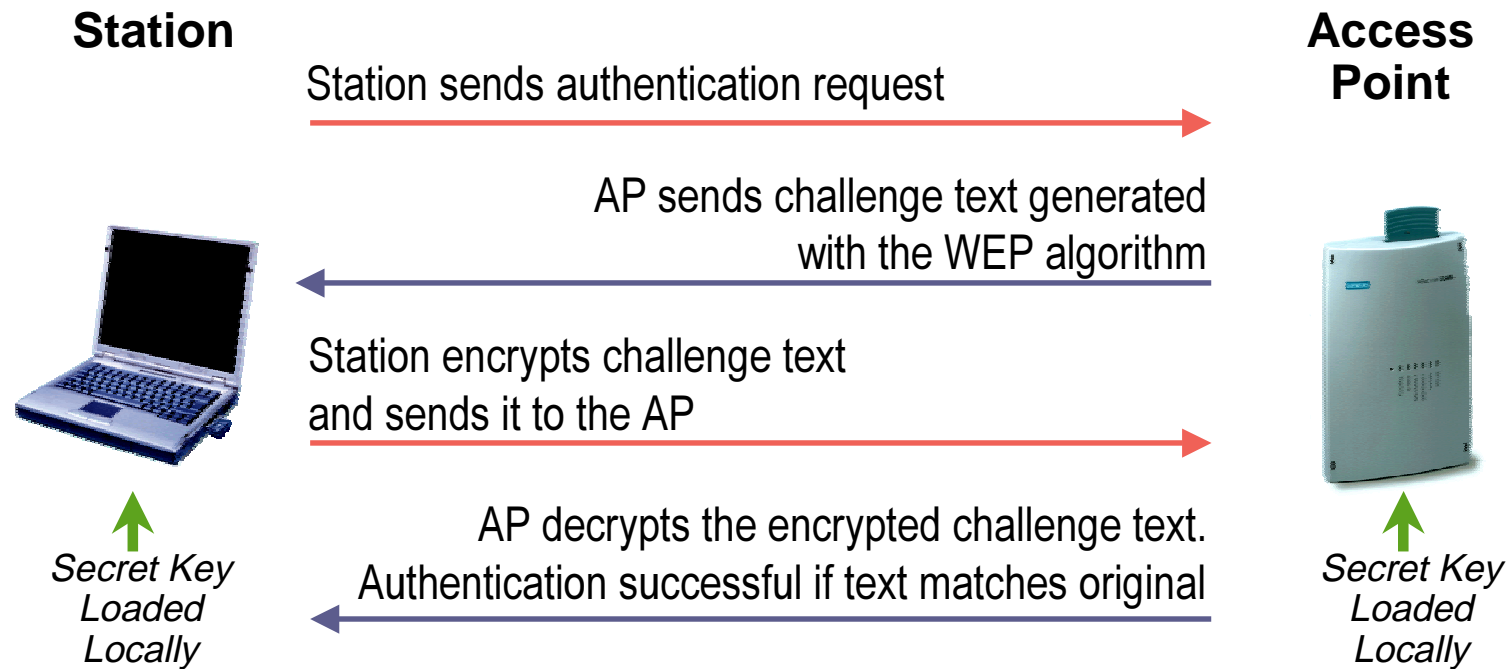 Station
Access
Point
Station sends authentication request
AP sends challenge text generated
with the WEP algorithm
Station encrypts challenge text
and sends it to the AP
AP decrypts the encrypted challenge text.
Authentication successful if text matches original
Secret Key
Loaded
Locally
Secret Key
Loaded
Locally